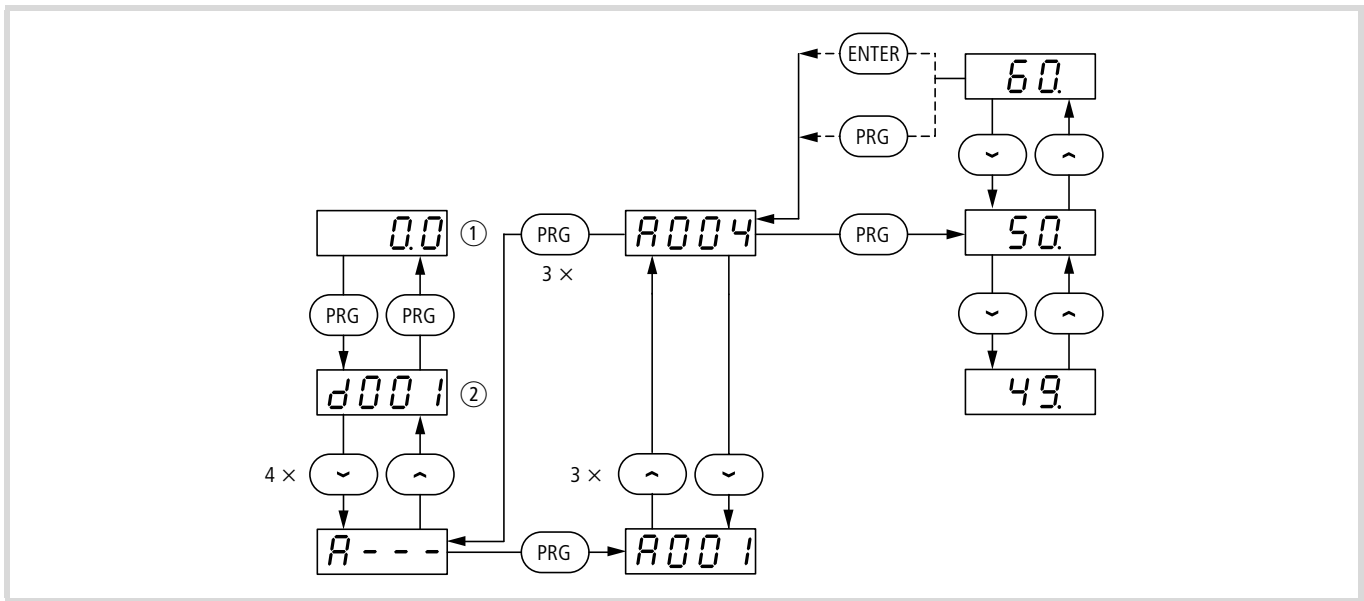 ENTER
60.
PRG
0.0 ① PRG A004 PRG 50.
3 ×
PRG PRG
d001 ② 49.
4 × 3 ×
A--- PRG A001